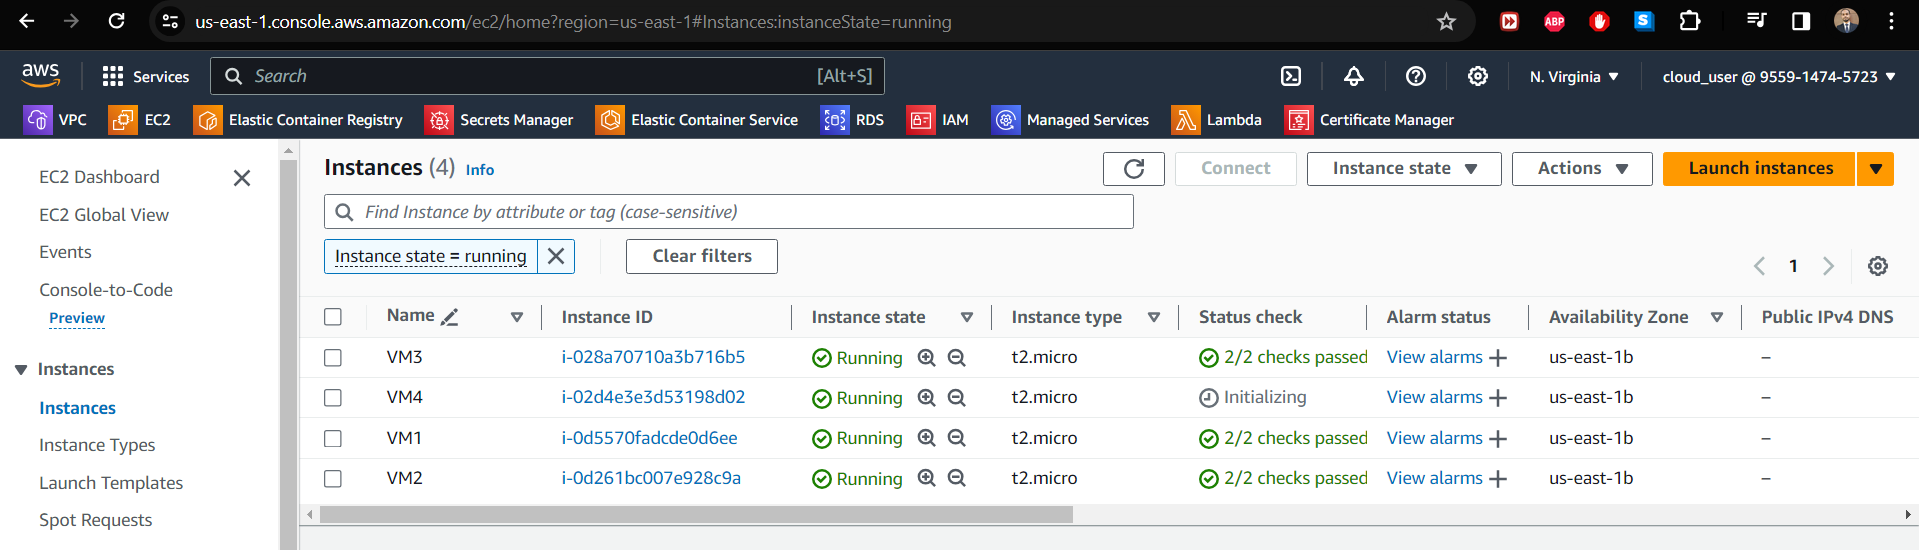 us-east-1.console.aws.amazon.com/ec2/home?region=us-east-1#Instances:instanceState=running
ABP
S
aws
Services
Search
[Alt+S]
N. Virginia
cloud_user @ 9559-1474-5723
VPC
EC2
Elastic Container Registry
Secrets Manager
Elastic Container Service
RDS
IAM
Managed Services
Lambda
Certificate Manager
EC2 Dashboard
EC2 Global View
Events
Console-to-Code
Preview
Instances
Instances
Instance Types
Launch Templates
Spot Requests
Instances (4) Info
Connect
Instance state
Actions
Launch instances
Find Instance by attribute or tag (case-sensitive)
Instance state = running
Clear filters
1
Name Instance ID Instance state Instance type Status check Alarm status Availability Zone Public IPv4 DNS
VM3 i-028a70710a3b716b5 Running t2.micro 2/2 checks passed View alarms + us-east-1b –
VM4 i-02d4e3e3d53198d02 Running t2.micro Initializing View alarms + us-east-1b –
VM1 i-0d5570fadcde0d6ee Running t2.micro 2/2 checks passed View alarms + us-east-1b –
VM2 i-0d261bc007e928c9a Running t2.micro 2/2 checks passed View alarms + us-east-1b –